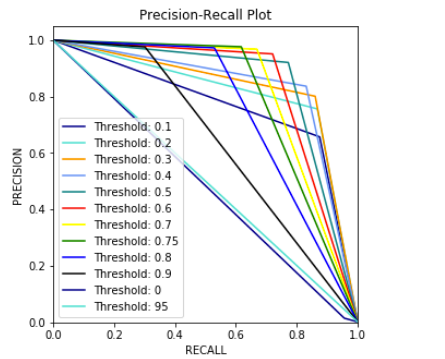 Precision-Recall Plot
1.0
0.8
0.6
0.4
0.2
0.0
PRECISION
Threshold: 0.1
Threshold: 0.2
Threshold: 0.3
Threshold: 0.4
Threshold: 0.5
Threshold: 0.6
Threshold: 0.7
Threshold: 0.75
Threshold: 0.8
Threshold: 0.9
Threshold: 0
Threshold: 95
0.0 0.2 0.4 0.6 0.8 1.0
RECALL